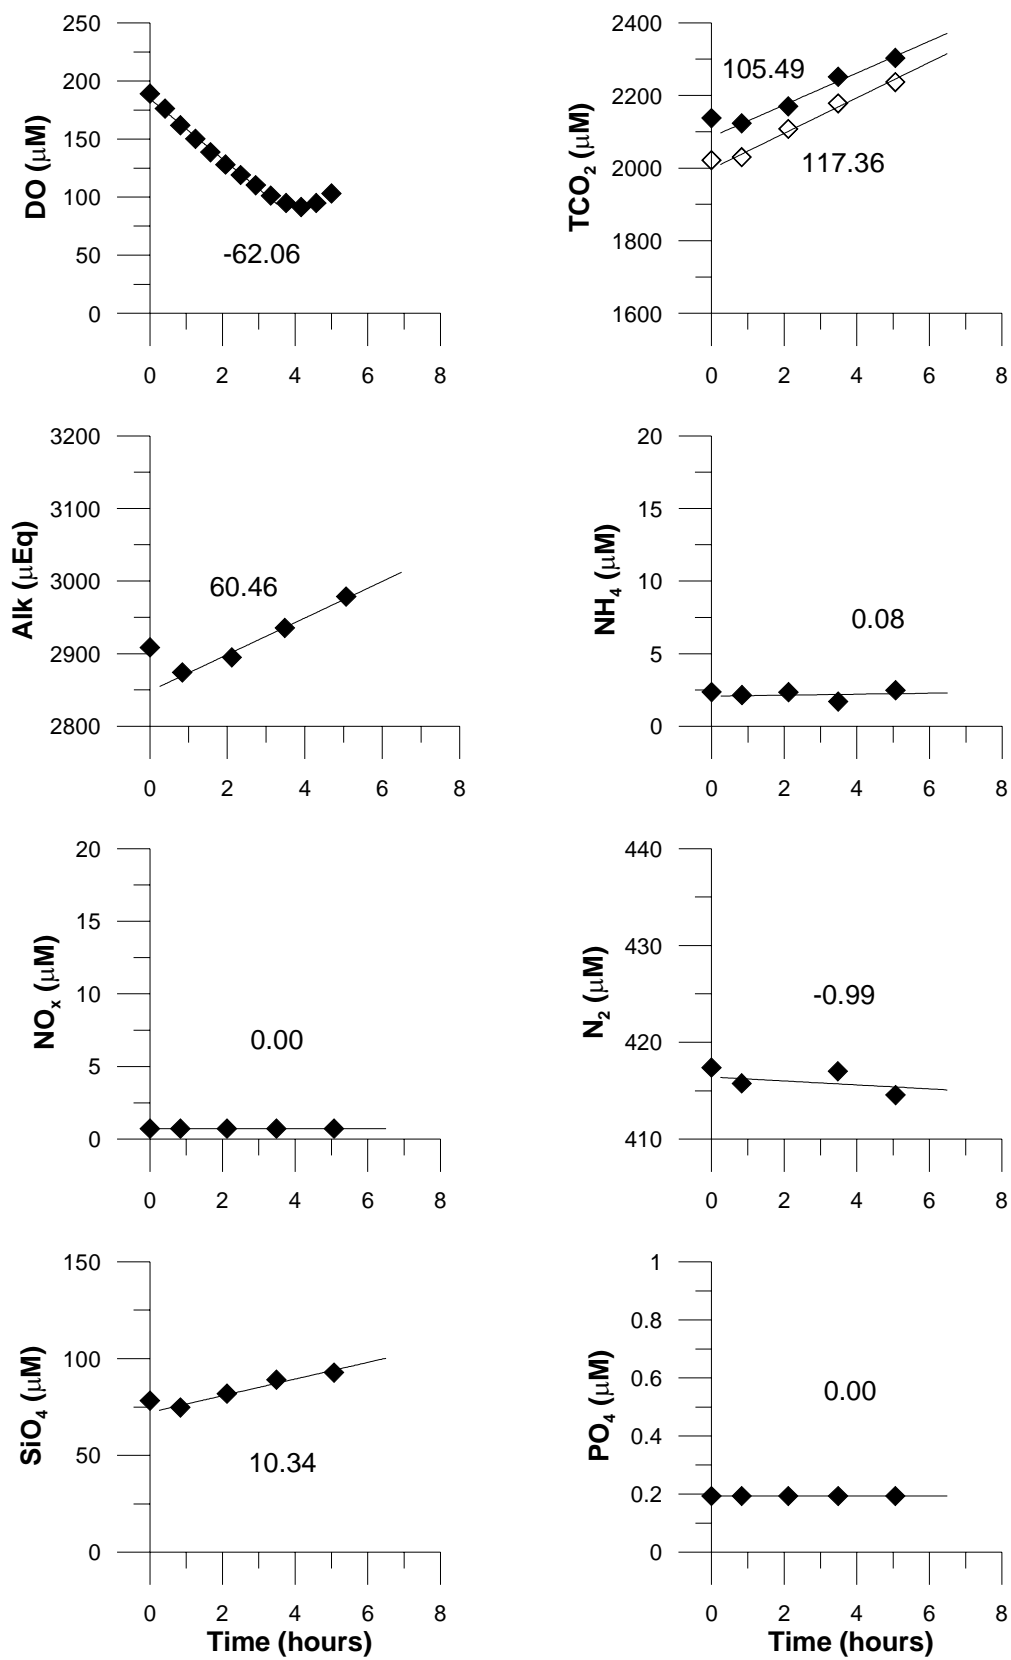 250
200
150
100
50
0
DO (μM)
-62.06
0 2 4 6 8
2400
2200
2000
1800
1600
TCO2 (μM)
105.49
117.36
0 2 4 6 8
3200
3100
3000
2900
2800
Alk (μEq)
60.46
0 2 4 6 8
20
15
10
5
0
NH4 (μM)
0.08
0 2 4 6 8
20
15
10
5
0
NOx (μM)
0.00
0 2 4 6 8
440
430
420
410
N2 (μM)
-0.99
0 2 4 6 8
150
100
50
0
SiO4 (μM)
10.34
0 2 4 6 8
Time (hours)
1
0.8
0.6
0.4
0.2
0
PO4 (μM)
0.00
0 2 4 6 8
Time (hours)